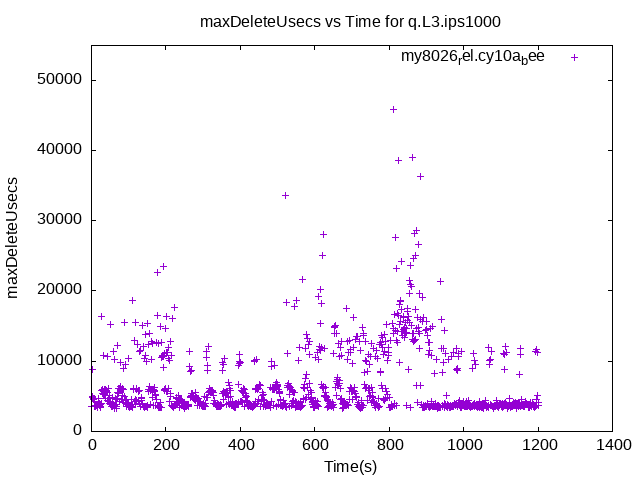 maxDeleteUsecs vs Time for q.L3.ips1000
my8026rel.cy10abee
maxDeleteUsecs
50000
40000
30000
20000
10000
0
0 200 400 600 800 1000 1200 1400
Time(s)